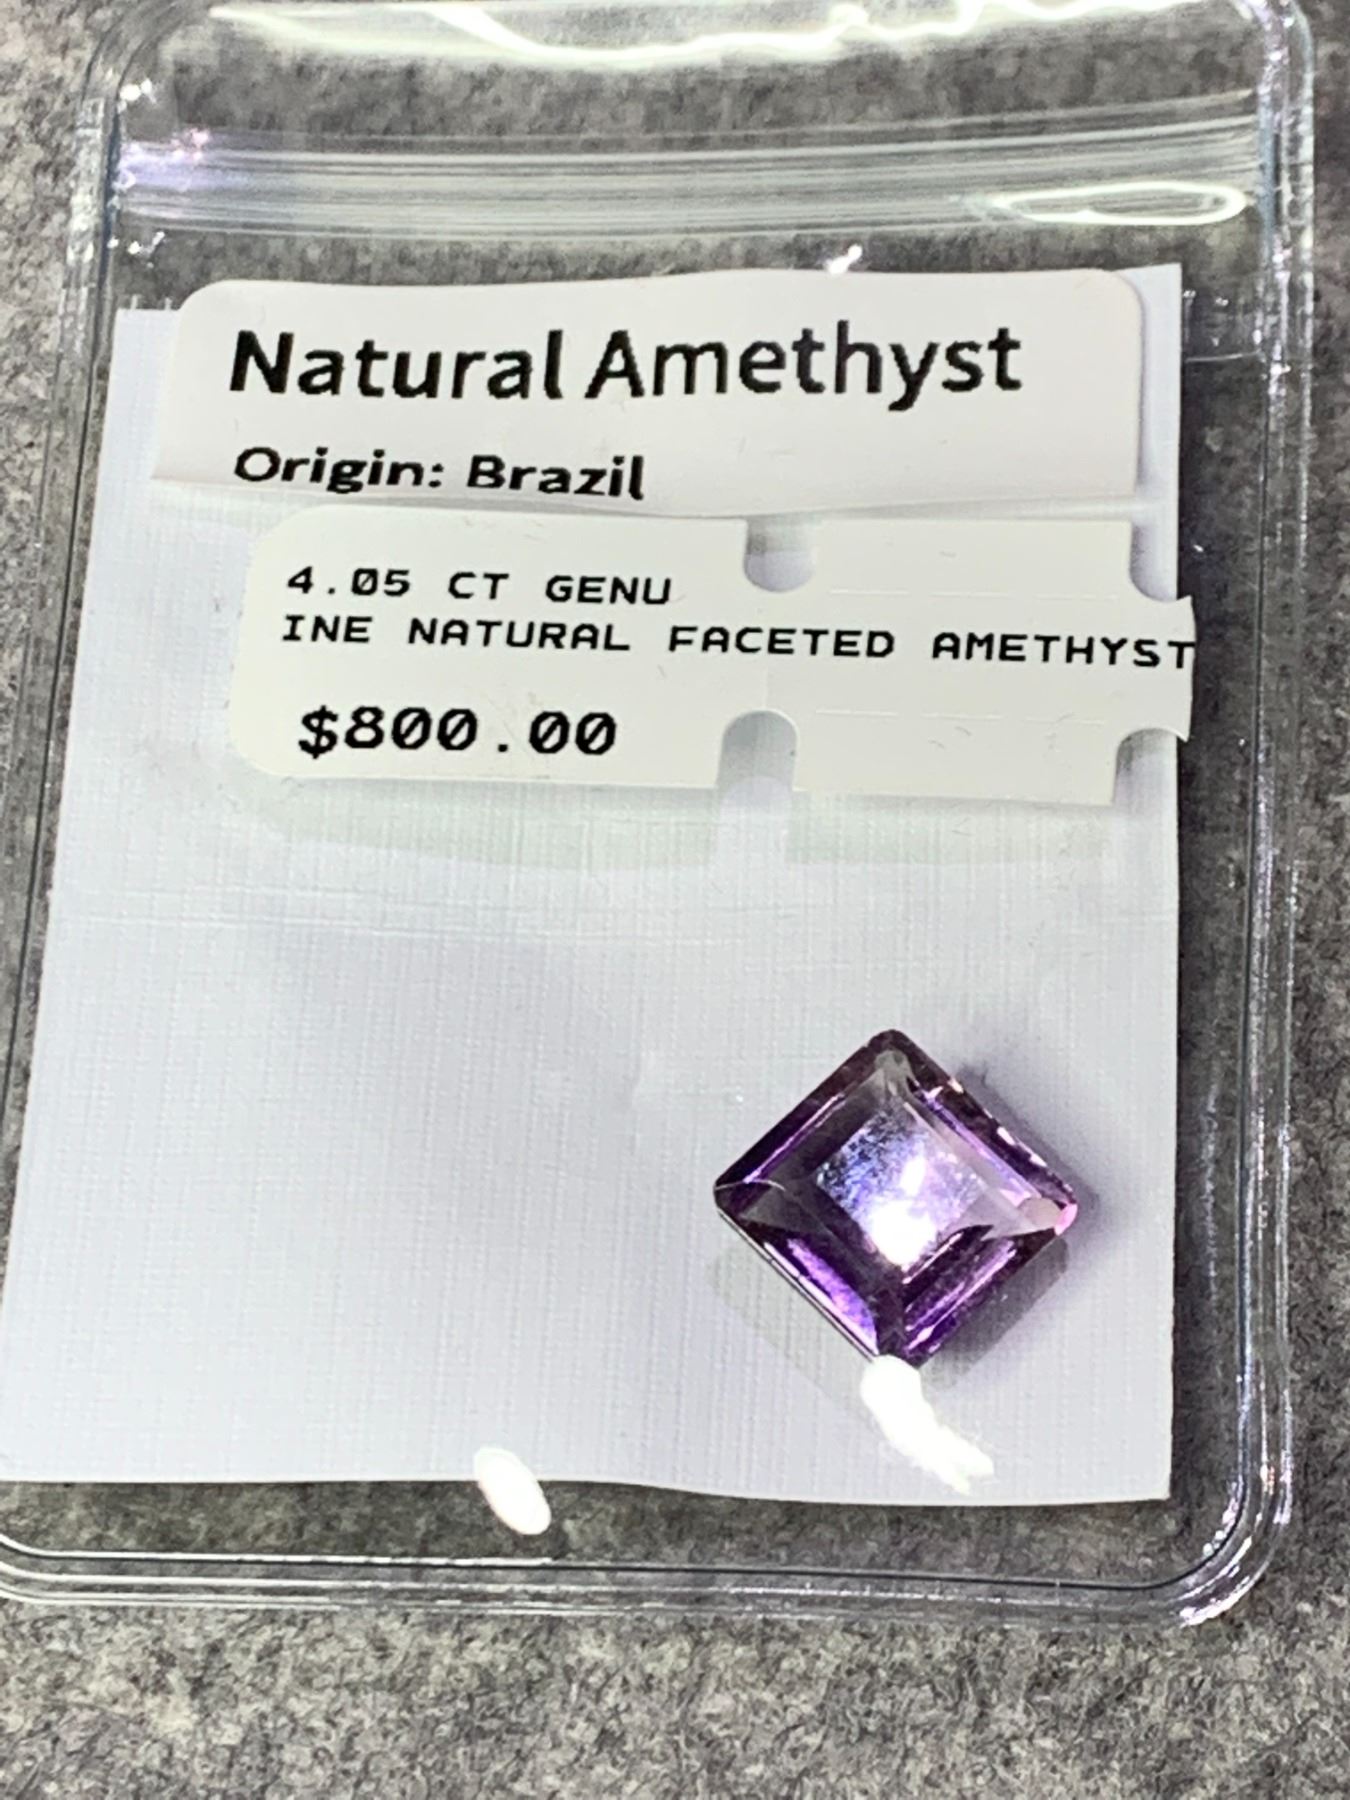 Natural Amethyst
Origin: Brazil
4.05 CT GENU
INE NATURAL FACETED AMETHYST
$800.00